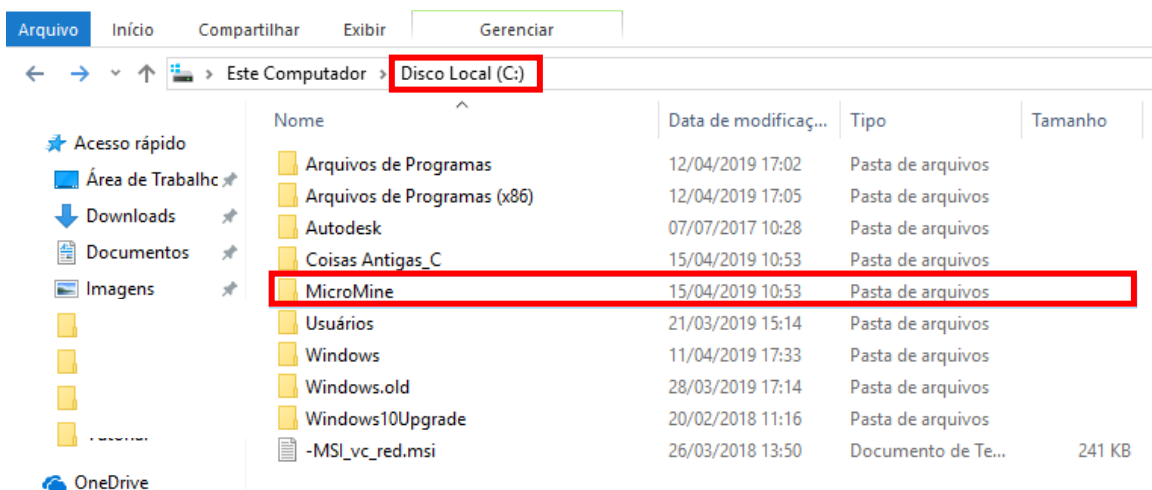 Arquivo Início Compartilhar Exibir Gerenciar
Este Computador > Disco Local (C:)
Nome Data de modificaç... Tipo Tamanho
Acesso rápido
Área de Trabalhc
Downloads
Documentos
Imagens
OneDrive
Arquivos de Programas 12/04/2019 17:02 Pasta de arquivos
Arquivos de Programas (x86) 12/04/2019 17:05 Pasta de arquivos
Autodesk 07/07/2017 10:28 Pasta de arquivos
Coisas Antigas_C 15/04/2019 10:53 Pasta de arquivos
MicroMine 15/04/2019 10:53 Pasta de arquivos
Usuários 21/03/2019 15:14 Pasta de arquivos
Windows 11/04/2019 17:33 Pasta de arquivos
Windows.old 28/03/2019 17:14 Pasta de arquivos
Windows10Upgrade 20/02/2018 11:16 Pasta de arquivos
-MSI_vc_red.msi 26/03/2018 13:50 Documento de Te... 241 KB